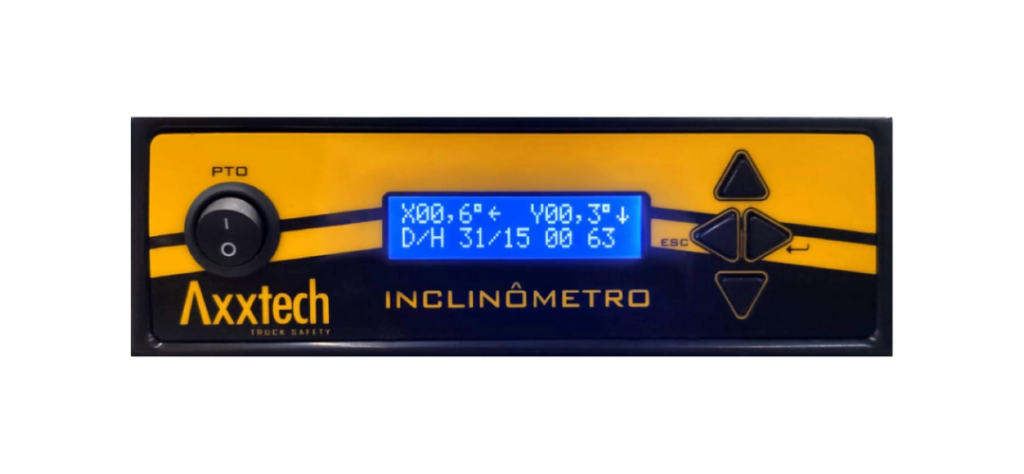 PTO
I
O
X00,6°← Y00,3°↓
D/H 31/15 00 63
ESC
Axxtech
TRUCK SAFETY
INCLINÔMETRO